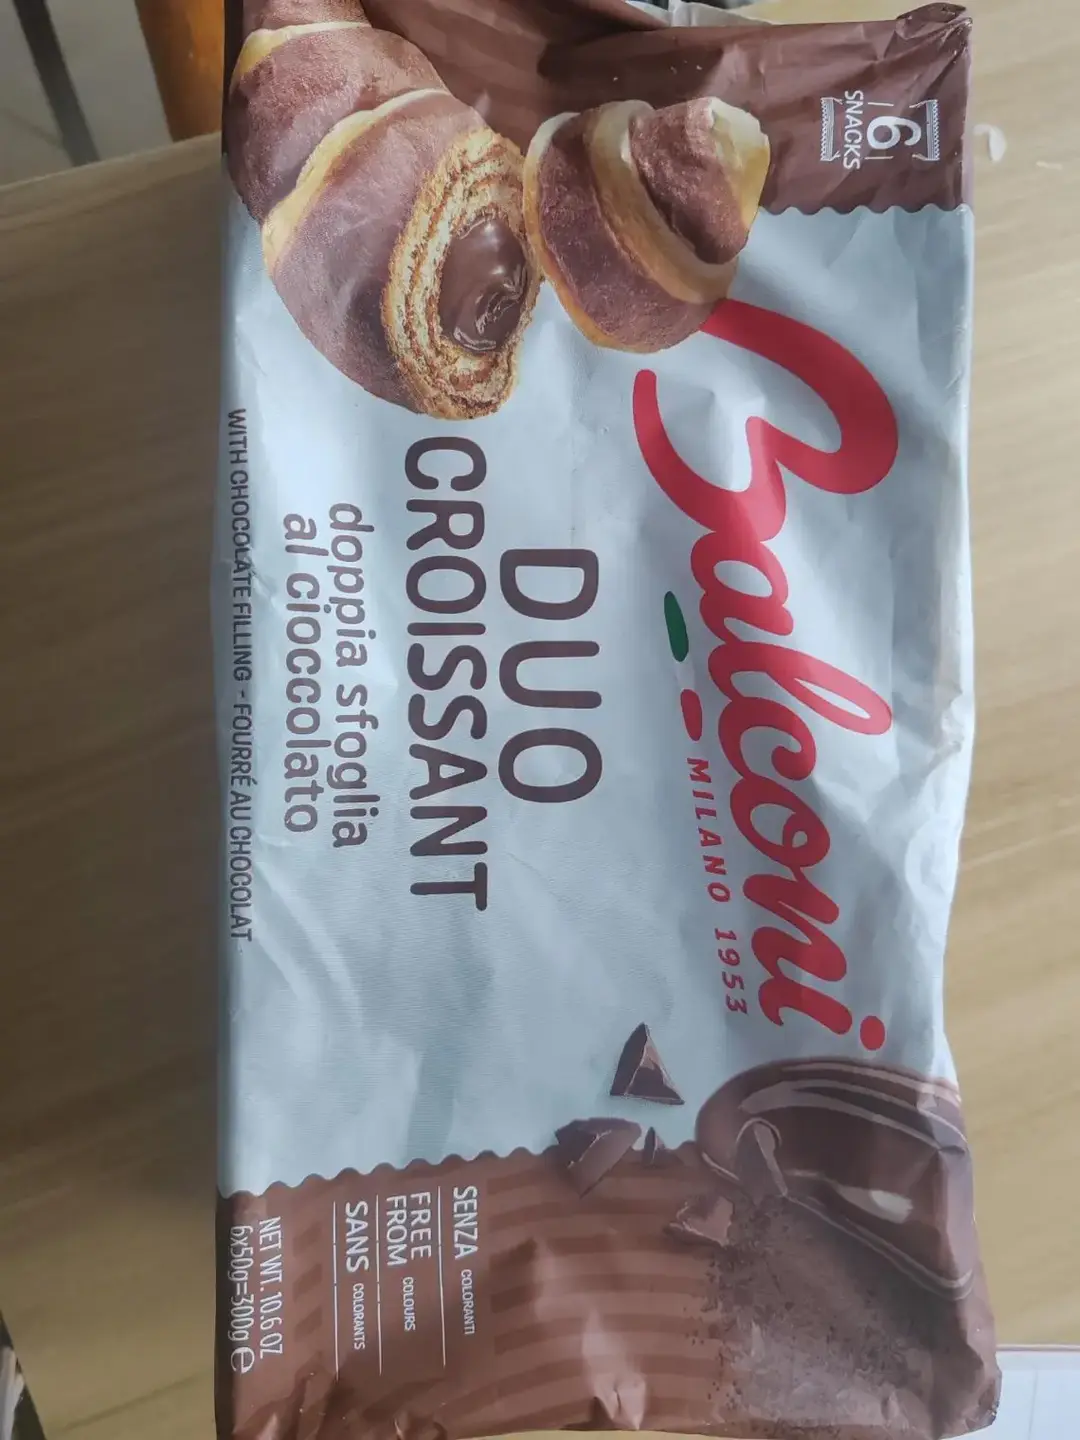 6
SNACKS
Balconi
MILANO 1953
DUO
CROISSANT
doppia sfoglia
al cioccolato
WITH CHOCOLATE FILLING - FOURRÉ AU CHOCOLAT
SENZA COLORANTI
FREE FROM COLOURS
SANS COLORANTS
NET WT. 10.6 OZ
6x50g=300g e